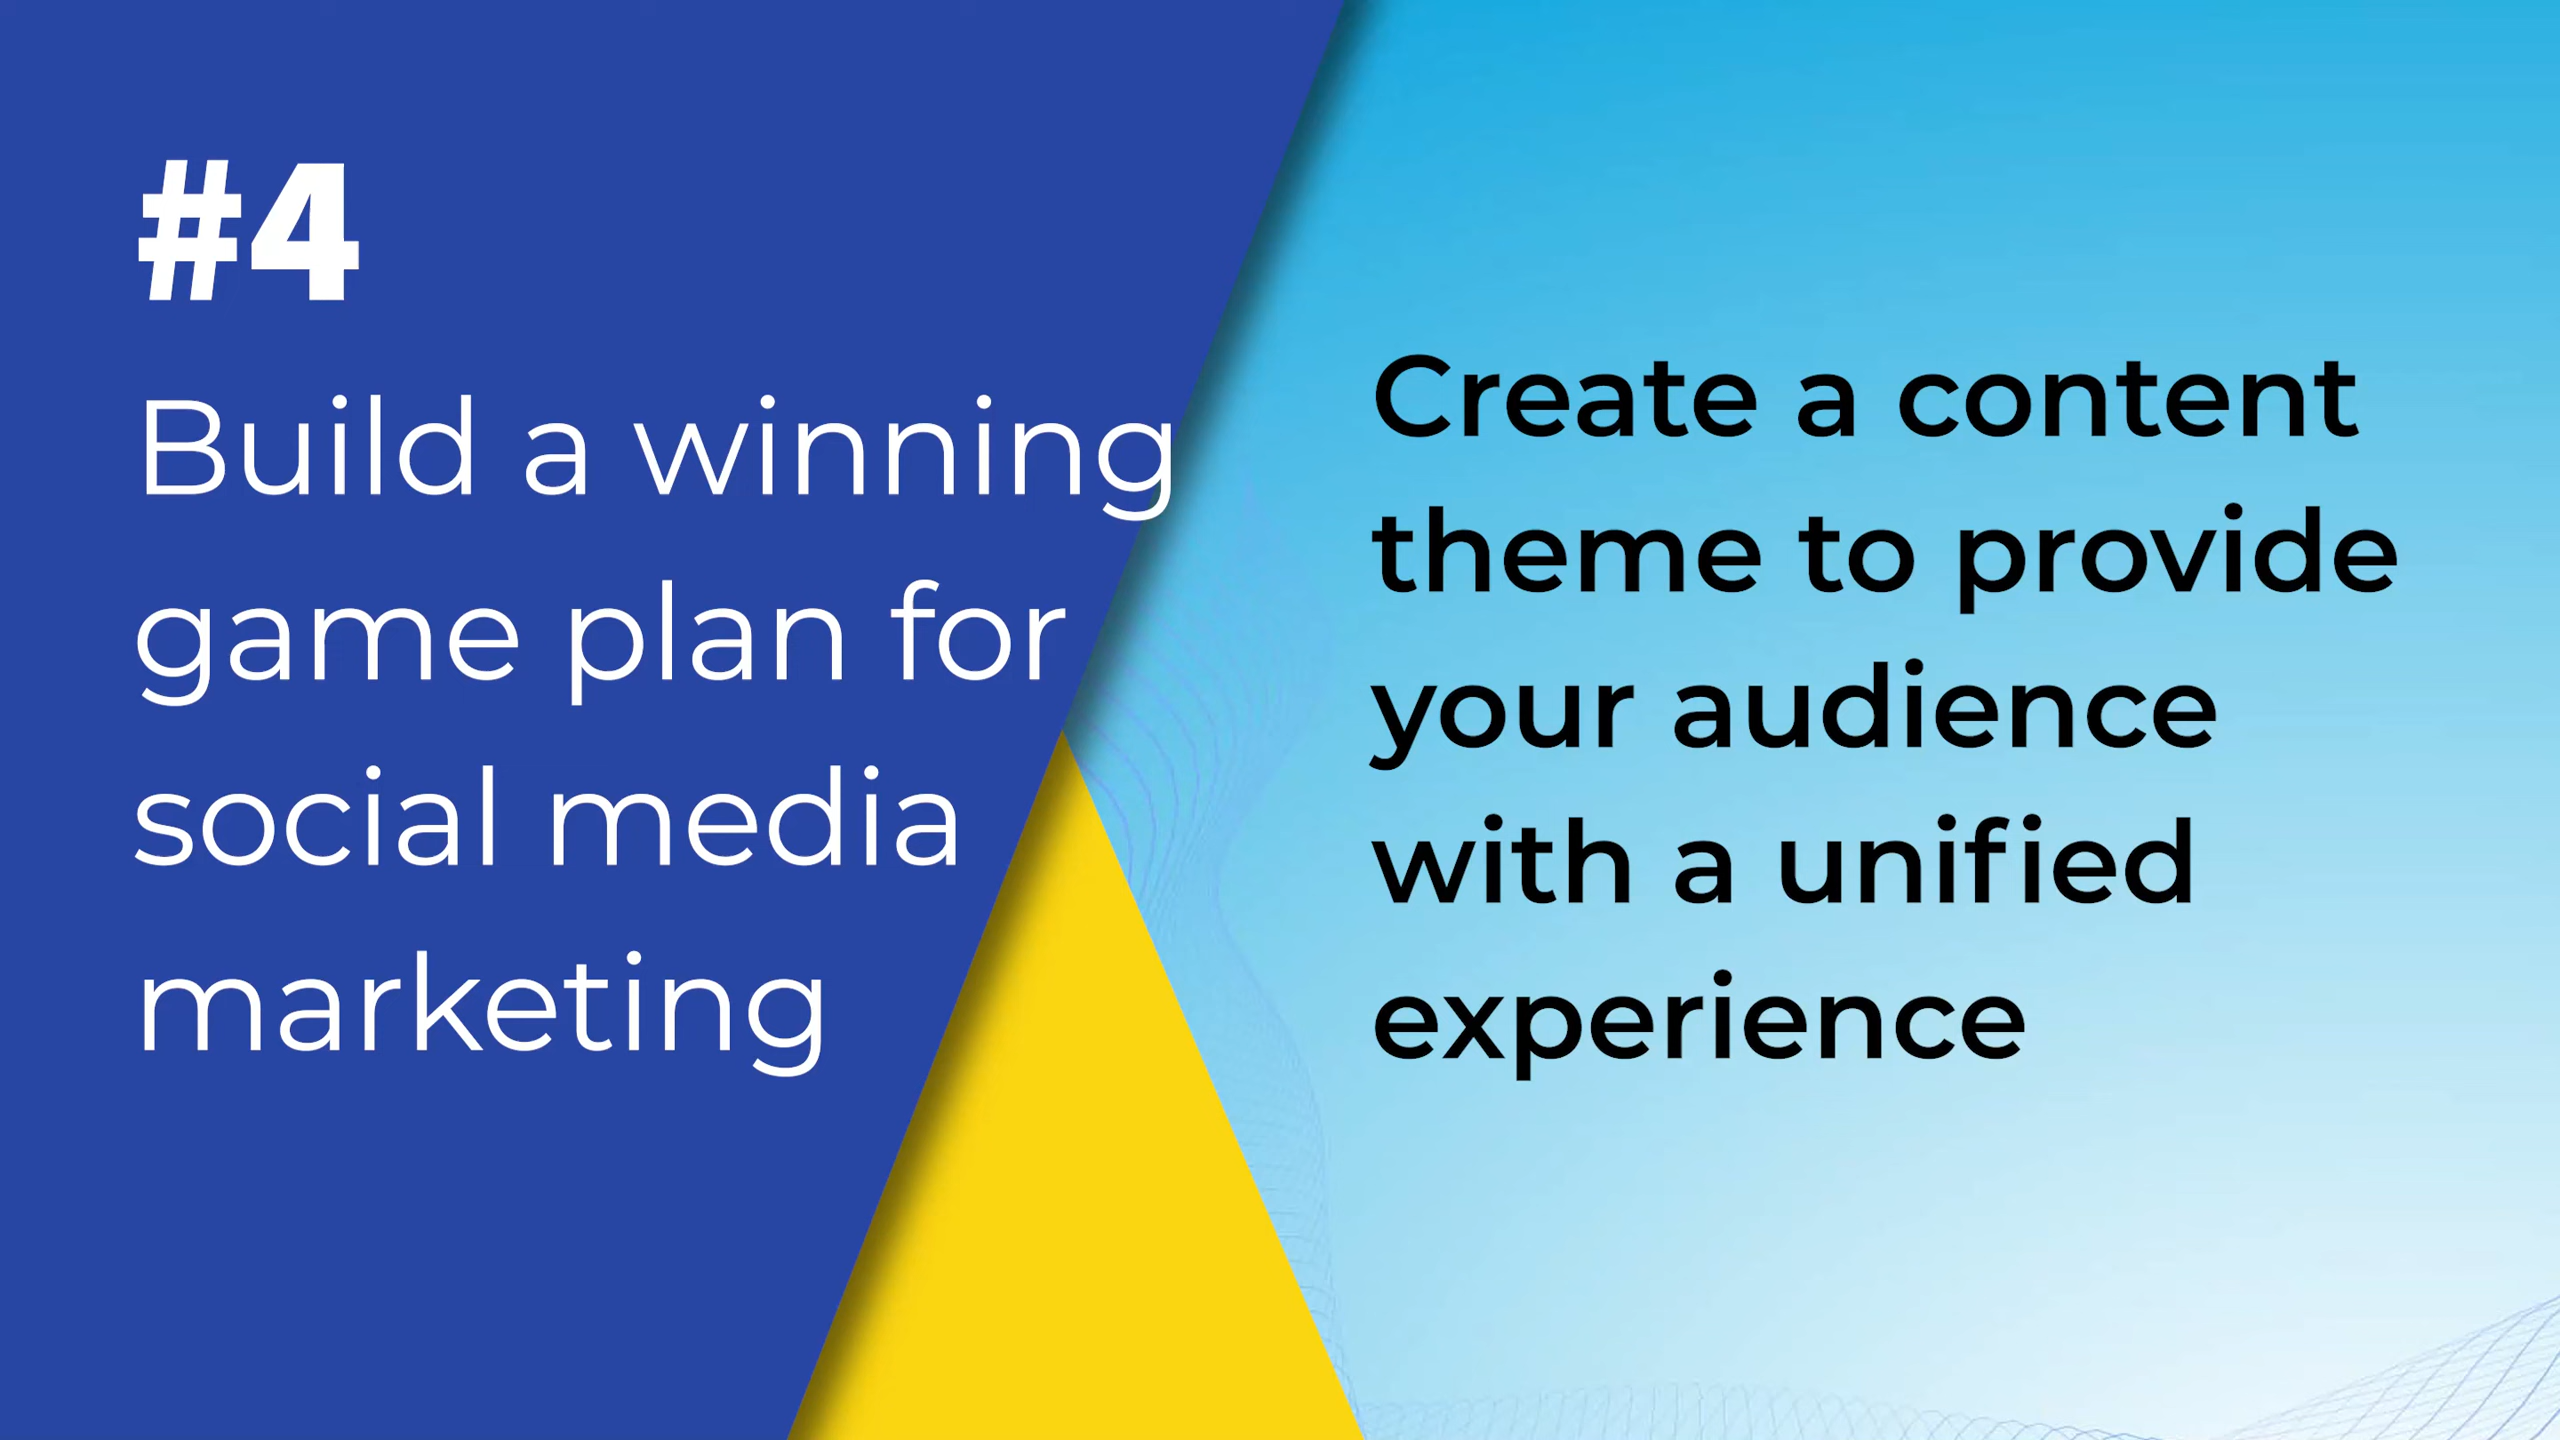 #4
Build a winning
game plan for
social media
marketing
Create a content
theme to provide
your audience
with a unified
experience